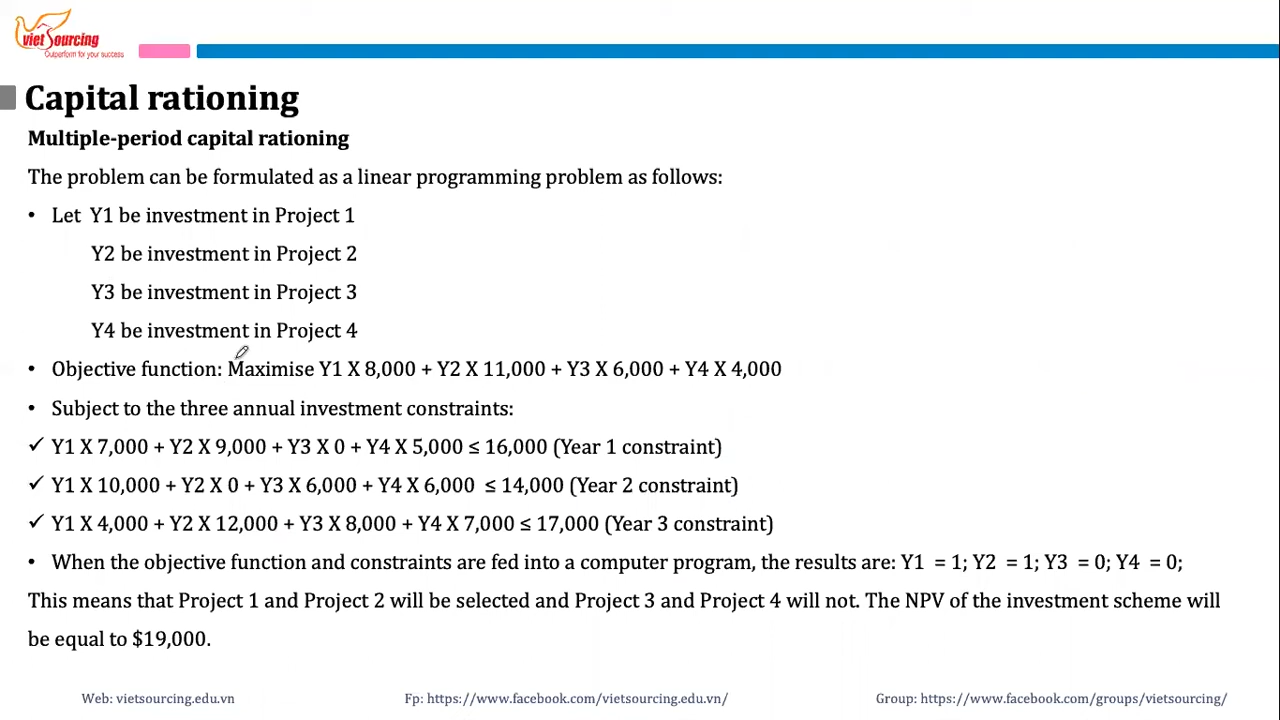 vietSourcing
Outperform for your success
Capital rationing
Multiple-period capital rationing
The problem can be formulated as a linear programming problem as follows:
• Let Y1 be investment in Project 1
Y2 be investment in Project 2
Y3 be investment in Project 3
Y4 be investment in Project 4
• Objective function: Maximise Y1 X 8,000 + Y2 X 11,000 + Y3 X 6,000 + Y4 X 4,000
• Subject to the three annual investment constraints:
✓ Y1 X 7,000 + Y2 X 9,000 + Y3 X 0 + Y4 X 5,000 ≤ 16,000 (Year 1 constraint)
✓ Y1 X 10,000 + Y2 X 0 + Y3 X 6,000 + Y4 X 6,000 ≤ 14,000 (Year 2 constraint)
✓ Y1 X 4,000 + Y2 X 12,000 + Y3 X 8,000 + Y4 X 7,000 ≤ 17,000 (Year 3 constraint)
• When the objective function and constraints are fed into a computer program, the results are: Y1 = 1; Y2 = 1; Y3 = 0; Y4 = 0;
This means that Project 1 and Project 2 will be selected and Project 3 and Project 4 will not. The NPV of the investment scheme will
be equal to $19,000.
Web: vietsourcing.edu.vn Fp: https://www.facebook.com/vietsourcing.edu.vn/ Group: https://www.facebook.com/groups/vietsourcing/